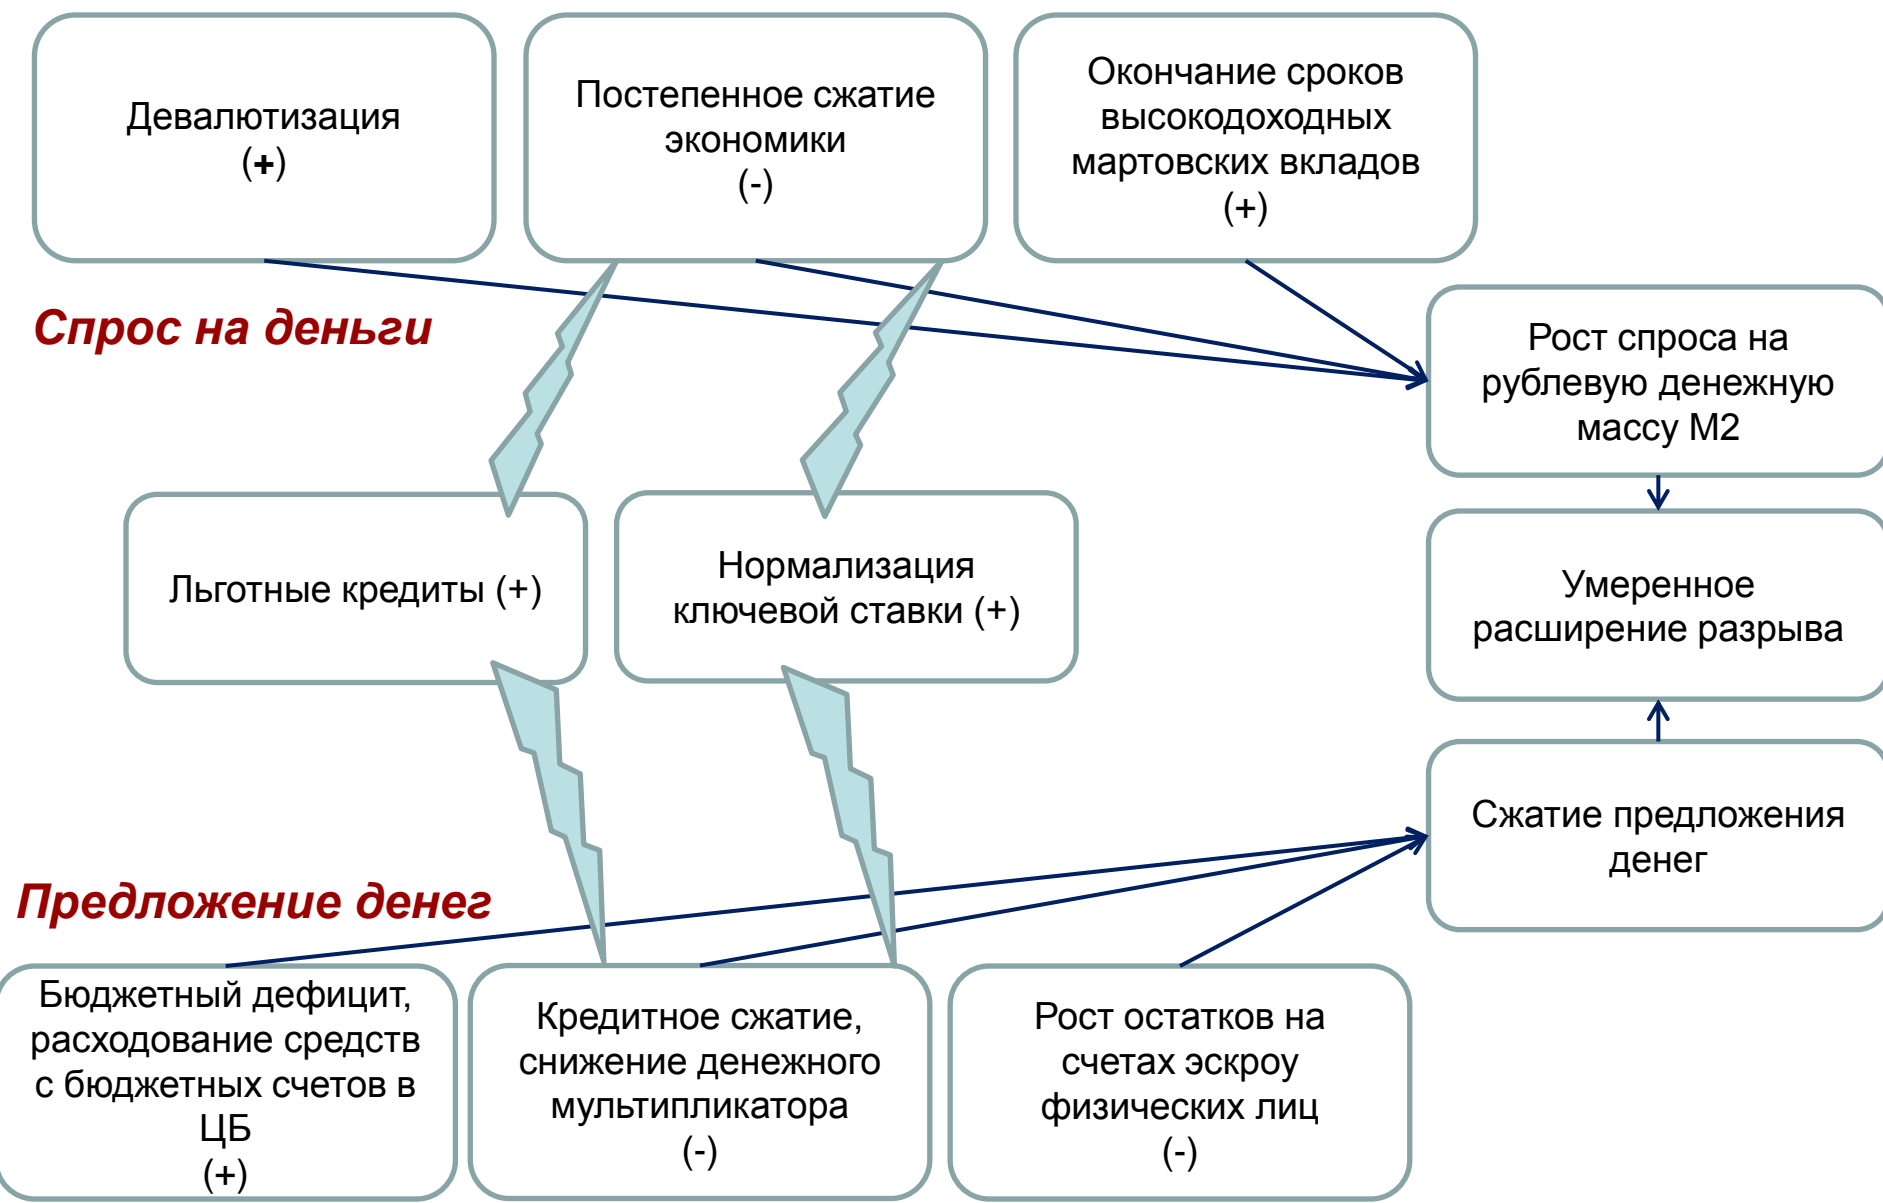 Девалютизация
(+)
Постепенное сжатие
экономики
(-)
Окончание сроков
высокодоходных
мартовских вкладов
(+)
Спрос на деньги
Рост спроса на
рублевую денежную
массу М2
Льготные кредиты (+)
Нормализация
ключевой ставки (+)
Умеренное
расширение разрыва
Сжатие предложения
денег
Предложение денег
Бюджетный дефицит,
расходование средств
с бюджетных счетов в
ЦБ
(+)
Кредитное сжатие,
снижение денежного
мультипликатора
(-)
Рост остатков на
счетах эскроу
физических лиц
(-)